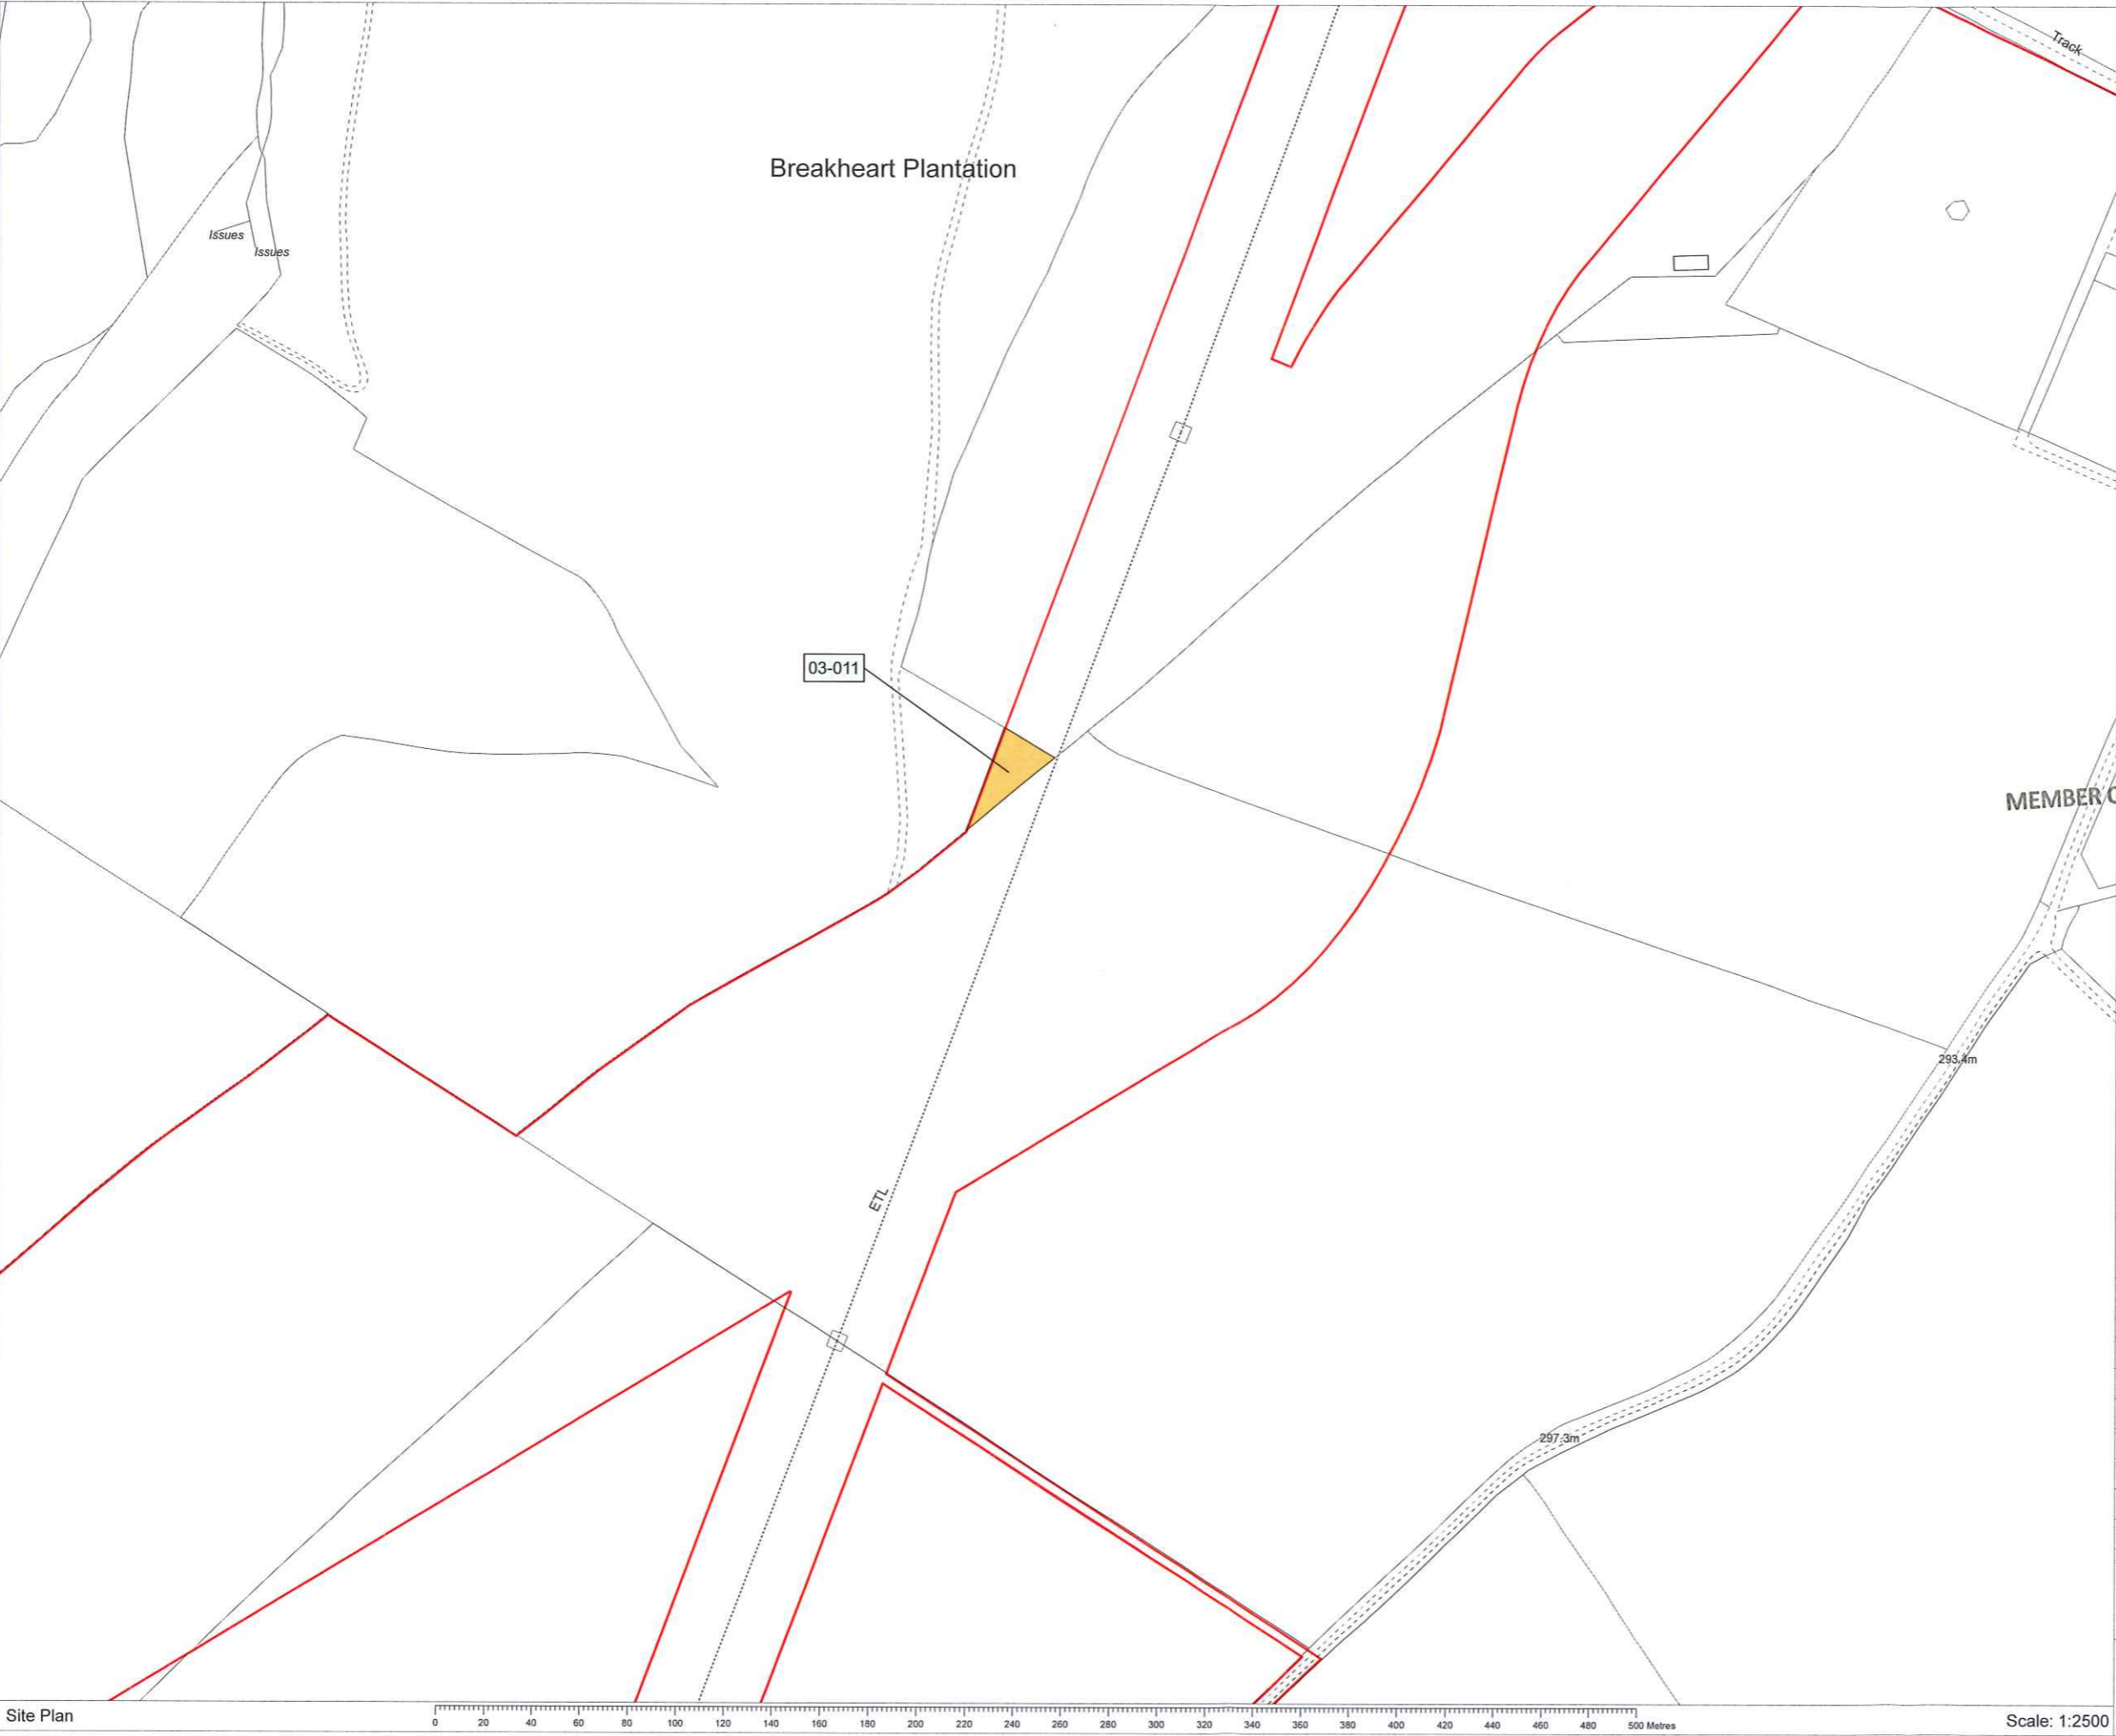 Track
Breakheart Plantation
Issues
Issues
03-011
MEMBER
293.4m
ETL
297.3m
Site Plan
0 20 40 60 80 100 120 140 160 180 200 220 240 260 280 300 320 340 360 380 400 420 440 460 480 500 Metres
Scale: 1:2500